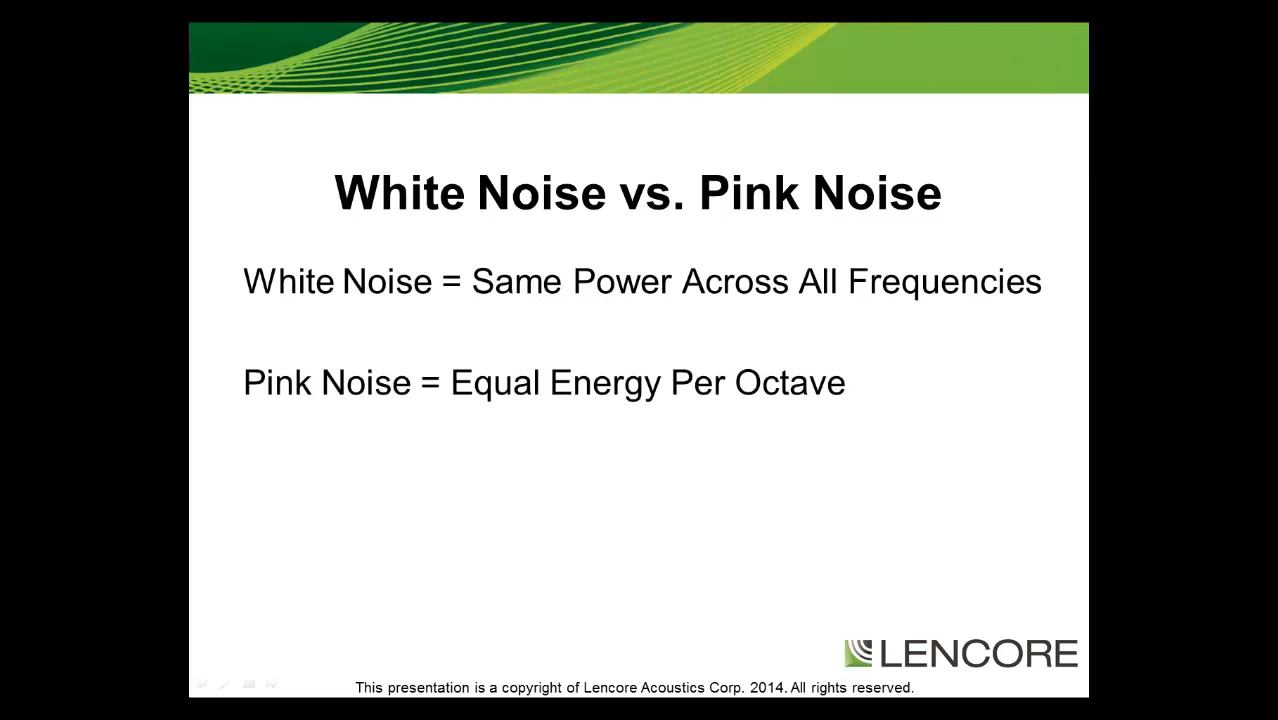 White Noise vs. Pink Noise
White Noise = Same Power Across All Frequencies
Pink Noise = Equal Energy Per Octave
LENCORE
This presentation is a copyright of Lencore Acoustics Corp. 2014. All rights reserved.